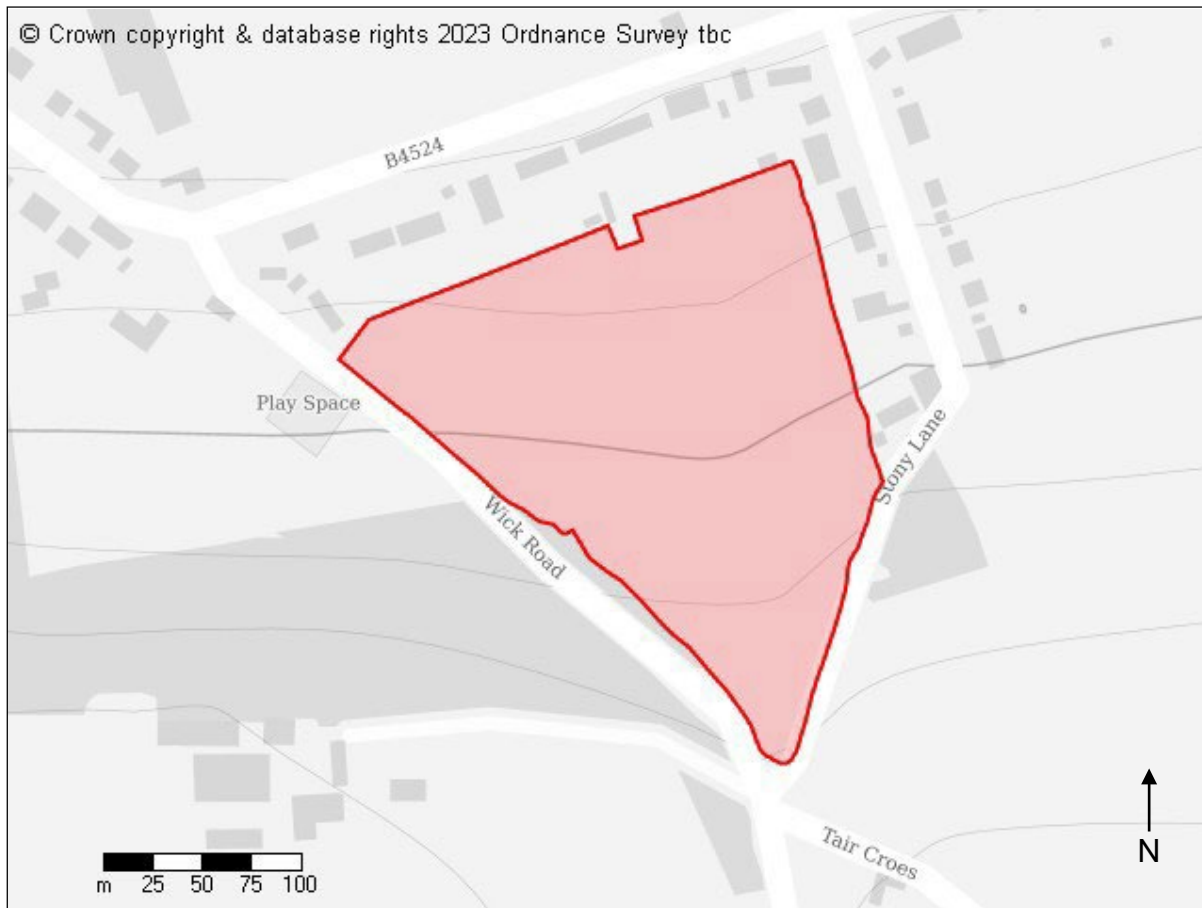 © Crown copyright & database rights 2023 Ordnance Survey tbc
B4524
Play Space
Stony Lane
Wick Road
Tair Croes
N
m 25 50 75 100